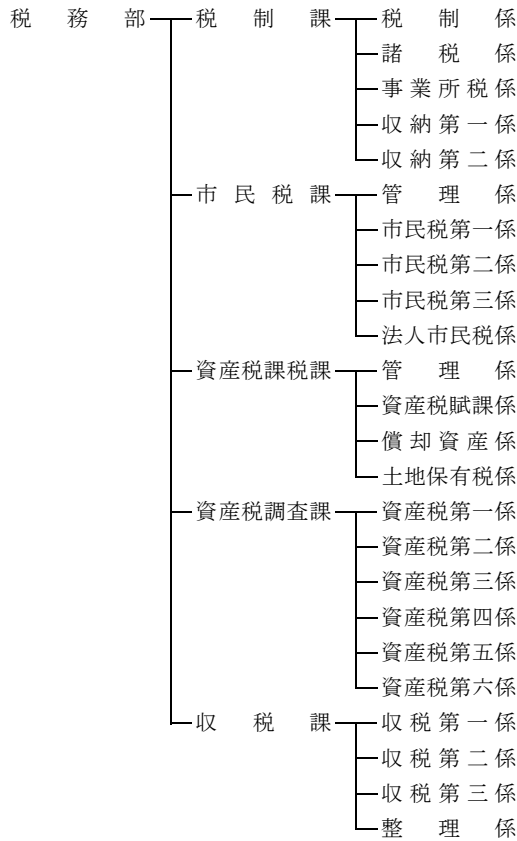 税務部 税制課 税制係
諸税係
事業所税係
収納第一係
収納第二係
市民税課 管理係
市民税第一係
市民税第二係
市民税第三係
法人市民税係
資産税課税課 管理係
資産税賦課係
償却資産係
土地保有税係
資産税調査課 資産税第一係
資産税第二係
資産税第三係
資産税第四係
資産税第五係
資産税第六係
収税課 収税第一係
収税第二係
収税第三係
整理係